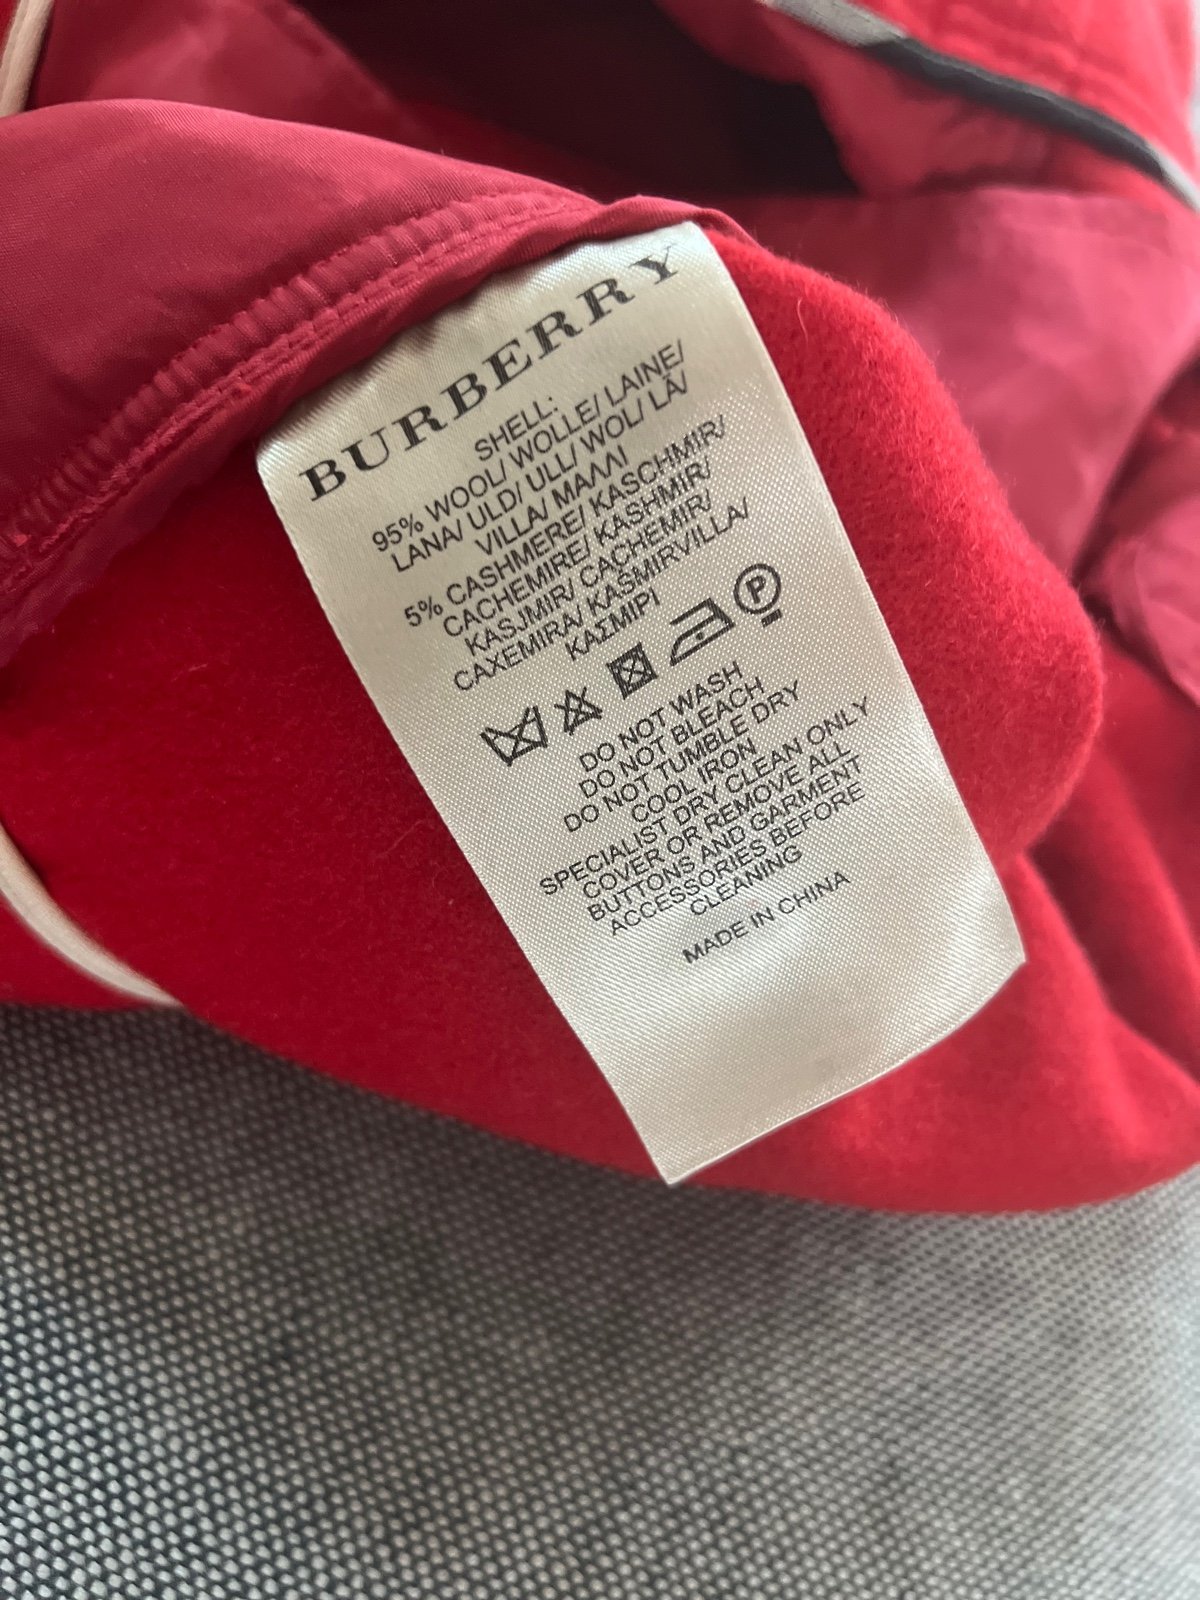 BURBERRY
SHELL:
95% WOOL/ WOLLE/ LAINE/
LANA/ ULD/ ULL/ WOL/ LÃ/
VILLA/ ΜΑΛΛΙ
5% CASHMERE/ KASCHMIR/
CACHEMIRE/ KASHMIR/
KASJMIR/ CACHEMIR/
CAXEMIRA/ KASMIRVILLA/
ΚΑΣΜΙΡΙ
P
DO NOT WASH
DO NOT BLEACH
DO NOT TUMBLE DRY
COOL IRON
SPECIALIST DRY CLEAN ONLY
COVER OR REMOVE ALL
BUTTONS AND GARMENT
ACCESSORIES BEFORE
CLEANING
MADE IN CHINA